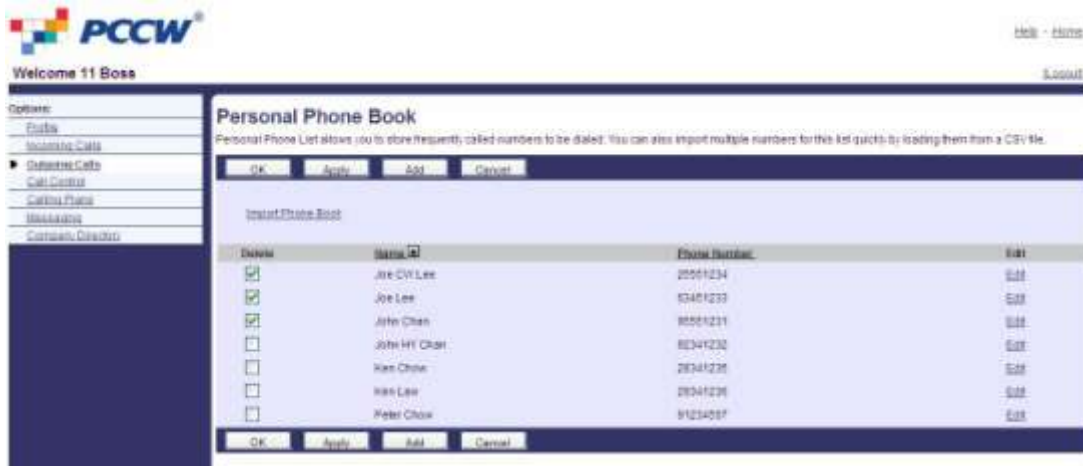 PCCW®
Help - Home
Welcome 11 Boss
Logout
Options:
Profile
Incoming Calls
Outgoing Calls
Call Control
Calling Plans
Messaging
Company Directory
Personal Phone Book
Personal Phone List allows you to store frequently called numbers to be dialed. You can also import multiple numbers for this list quickly by loading them from a CSV file.
OK Apply Add Cancel
Import Phone Book
Delete Name Phone Number Edit
Joe CW Lee Edit
Joe Lee Edit
John Chan Edit
John HY Chan Edit
Ken Chow Edit
Ken Law Edit
Peter Chow Edit
OK Apply Add Cancel